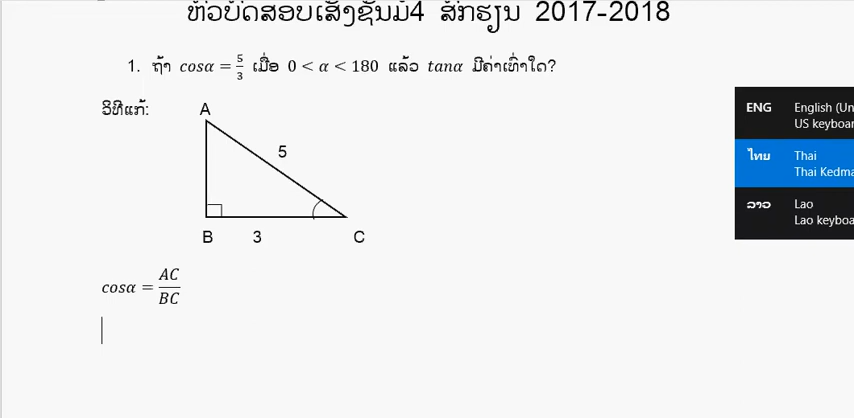 ຫົວບົດສອບເສັງຊັ້ນມ4 ສົກຮຽນ 2017-2018
1. ຖ້າ cosα = 5/3 ເມື່ອ 0 < α < 180 ແລ້ວ tanα ມີຄ່າເທົ່າໃດ?
ວິທີແກ້:
A
5
B 3 C
cosα = AC/BC
ENG English (Un
US keyboar
ไทย Thai
Thai Kedma
ລາວ Lao
Lao keyboa